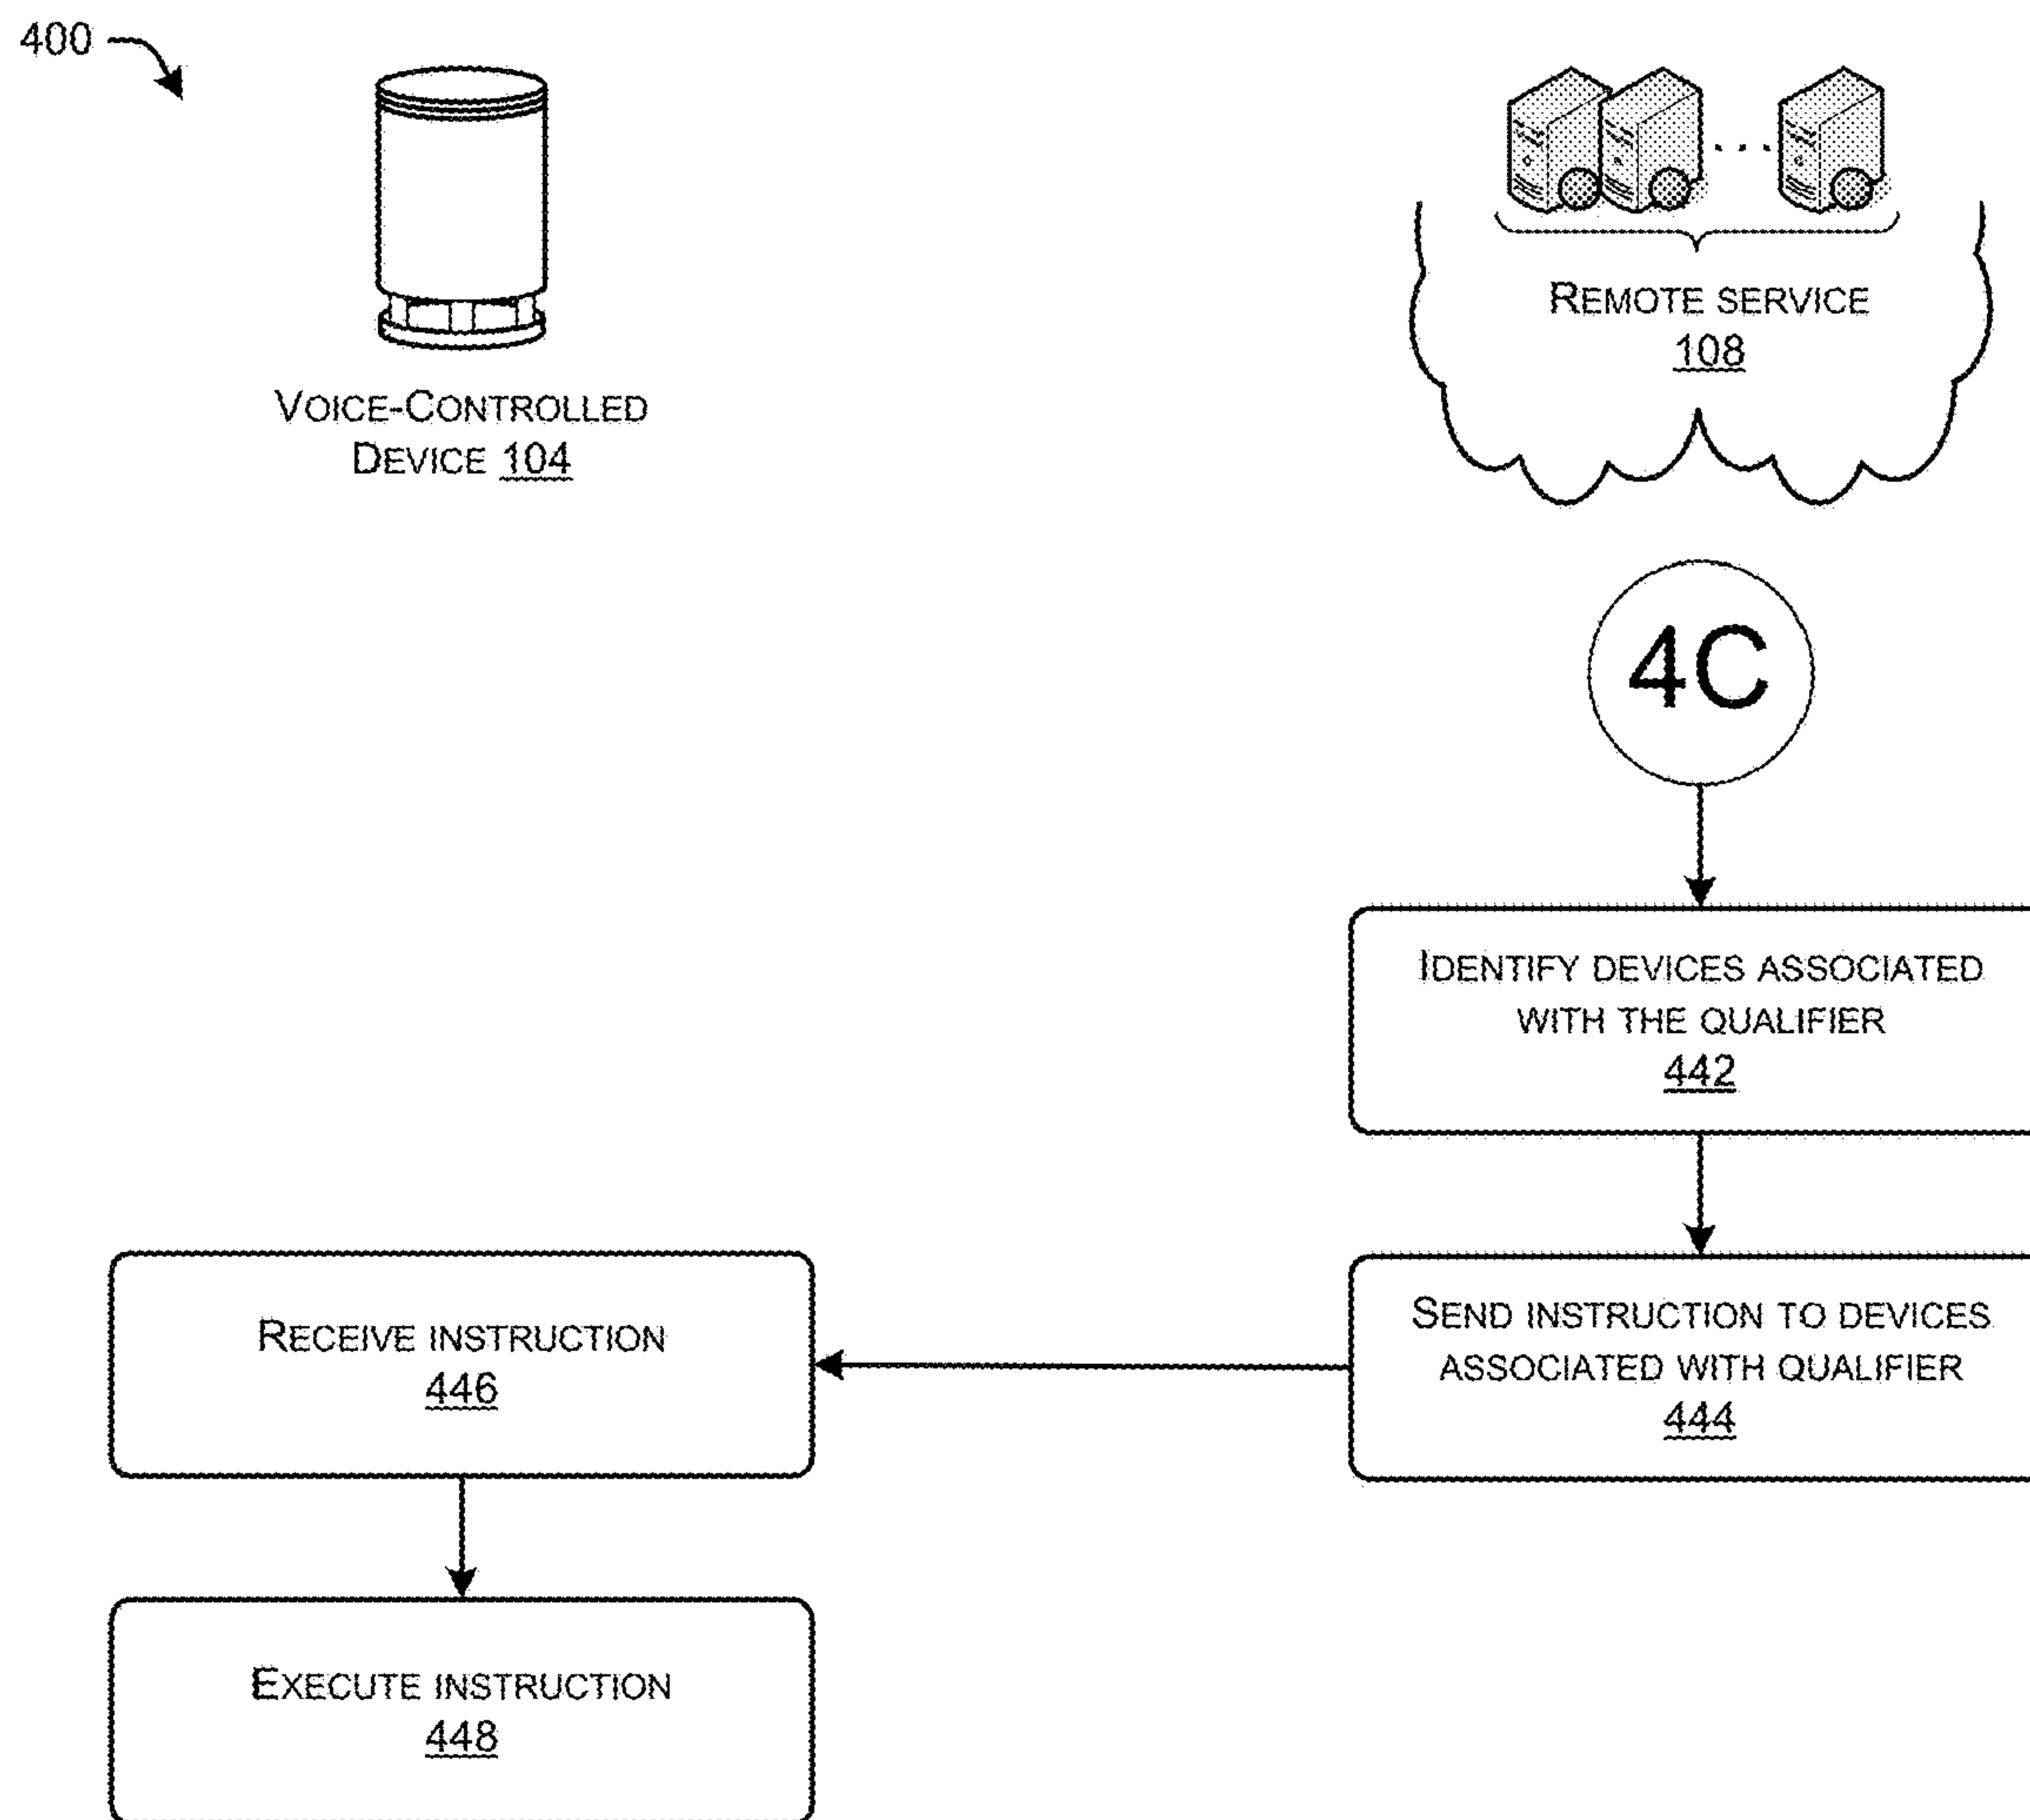 400
VOICE-CONTROLLED
DEVICE 104
REMOTE SERVICE
108
4C
IDENTIFY DEVICES ASSOCIATED
WITH THE QUALIFIER
442
SEND INSTRUCTION TO DEVICES
ASSOCIATED WITH QUALIFIER
444
RECEIVE INSTRUCTION
446
EXECUTE INSTRUCTION
448